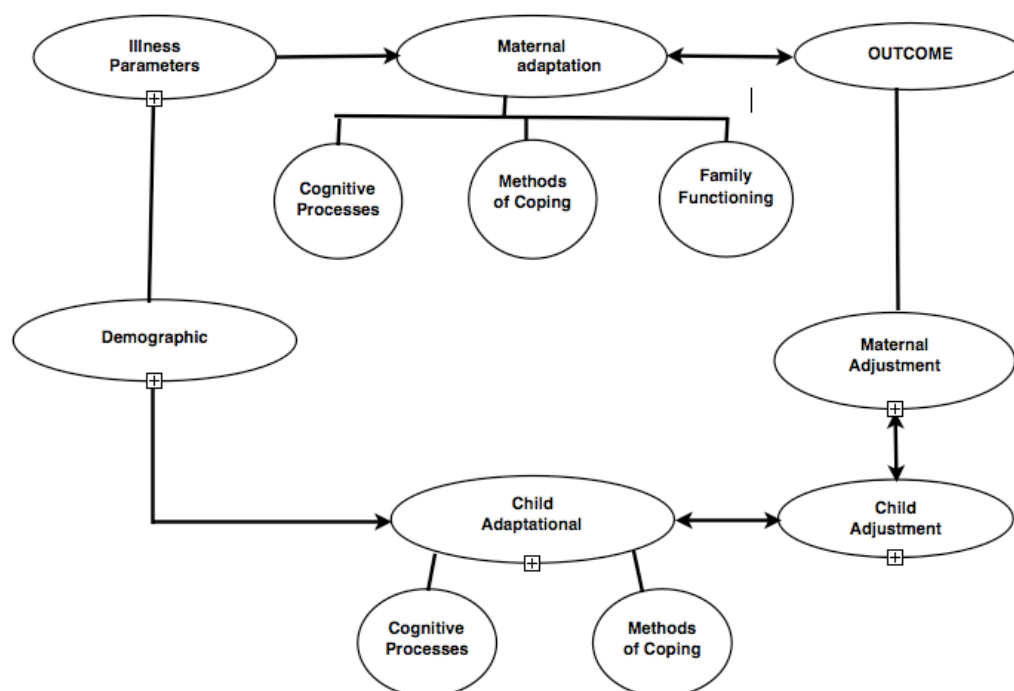 Illness
Parameters
Maternal
adaptation
OUTCOME
Cognitive
Processes
Methods
of Coping
Family
Functioning
Demographic
Maternal
Adjustment
Child
Adaptational
Child
Adjustment
Cognitive
Processes
Methods
of Coping